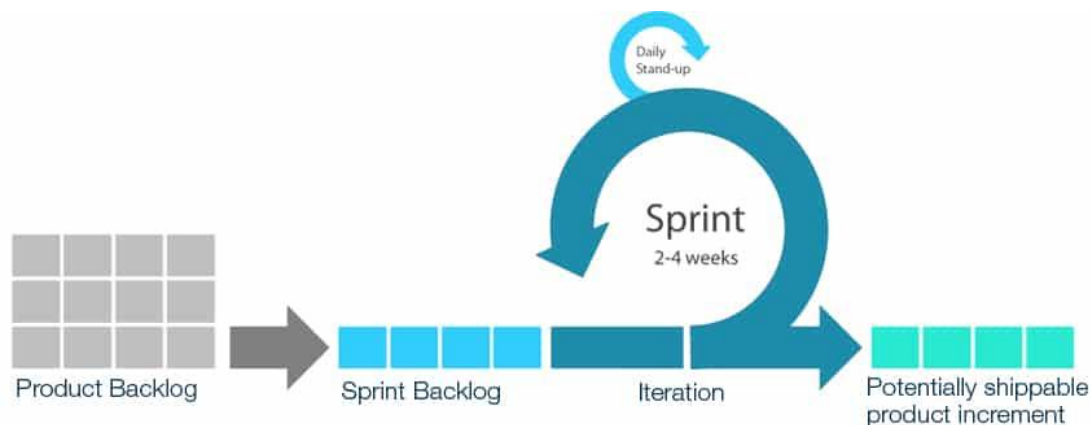 Daily
Stand-up
Sprint
2-4 weeks
Product Backlog
Sprint Backlog
Iteration
Potentially shippable
product increment